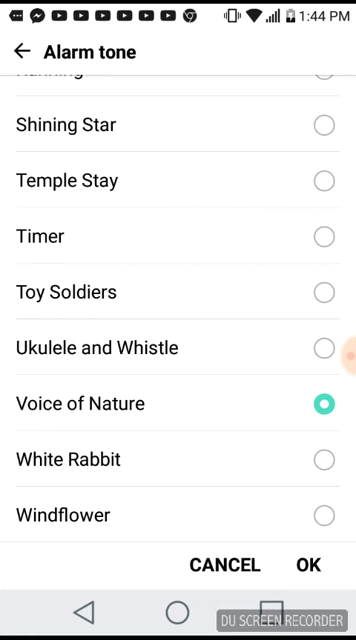 1:44 PM
Alarm tone
Running
Shining Star
Temple Stay
Timer
Toy Soldiers
Ukulele and Whistle
Voice of Nature
White Rabbit
Windflower
CANCEL OK
DU SCREEN RECORDER